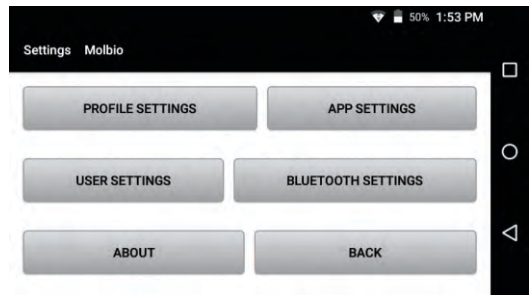 50% 1:53 PM
Settings Molbio
PROFILE SETTINGS APP SETTINGS
USER SETTINGS BLUETOOTH SETTINGS
ABOUT BACK